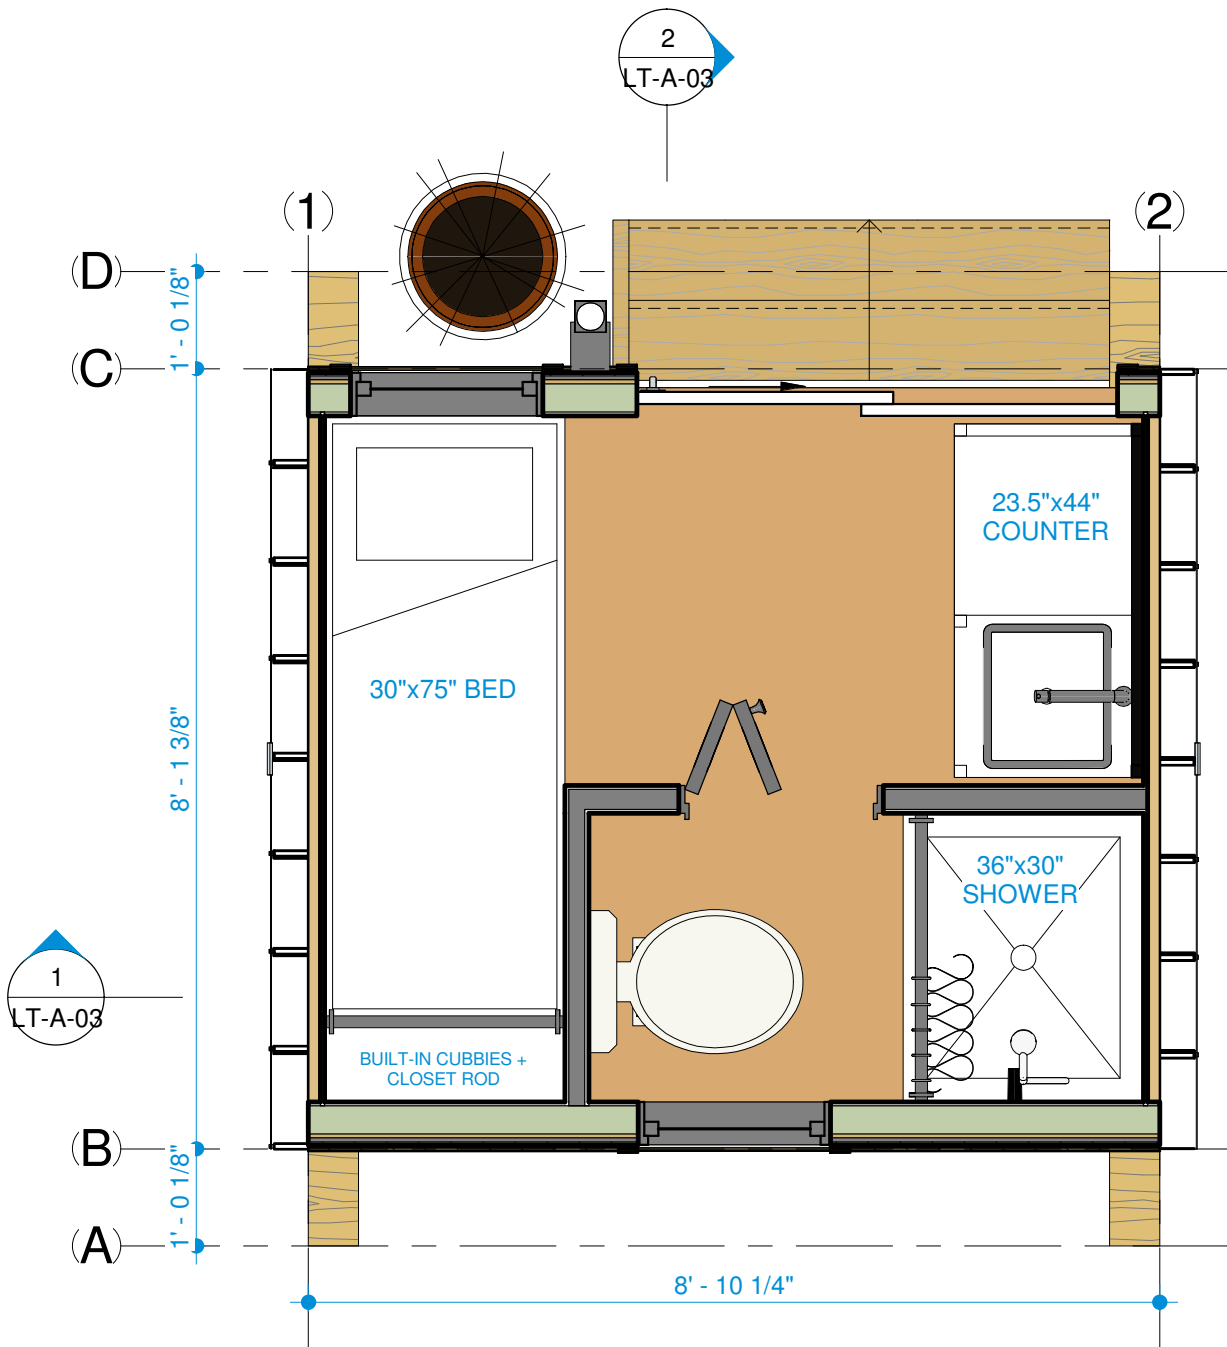 2
LT-A-03
(1)
(2)
(D)
1' - 0 1/8"
(C)
23.5"x44"
COUNTER
30"x75" BED
8' - 1 3/8"
36"x30"
SHOWER
1
LT-A-03
BUILT-IN CUBBIES +
CLOSET ROD
(B)
1' - 0 1/8"
(A)
8' - 10 1/4"